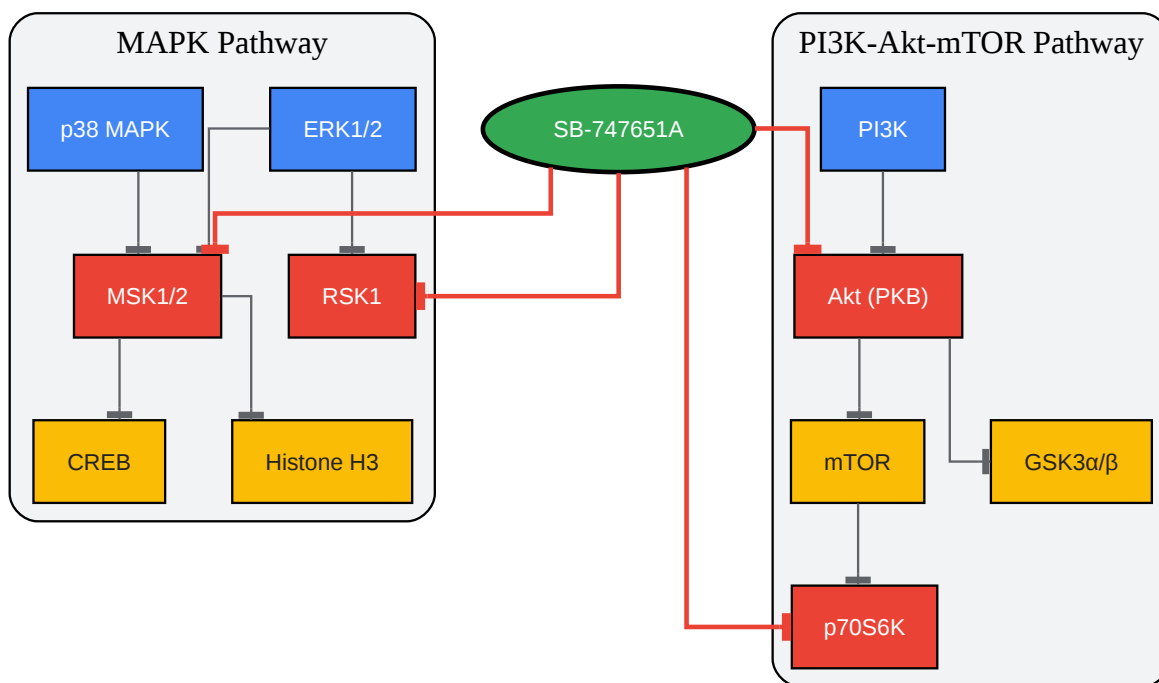 MAPK Pathway
PI3K-Akt-mTOR Pathway
p38 MAPK
ERK1/2
SB-747651A
PI3K
MSK1/2
RSK1
Akt (PKB)
CREB
Histone H3
mTOR
GSK3α/β
p70S6K